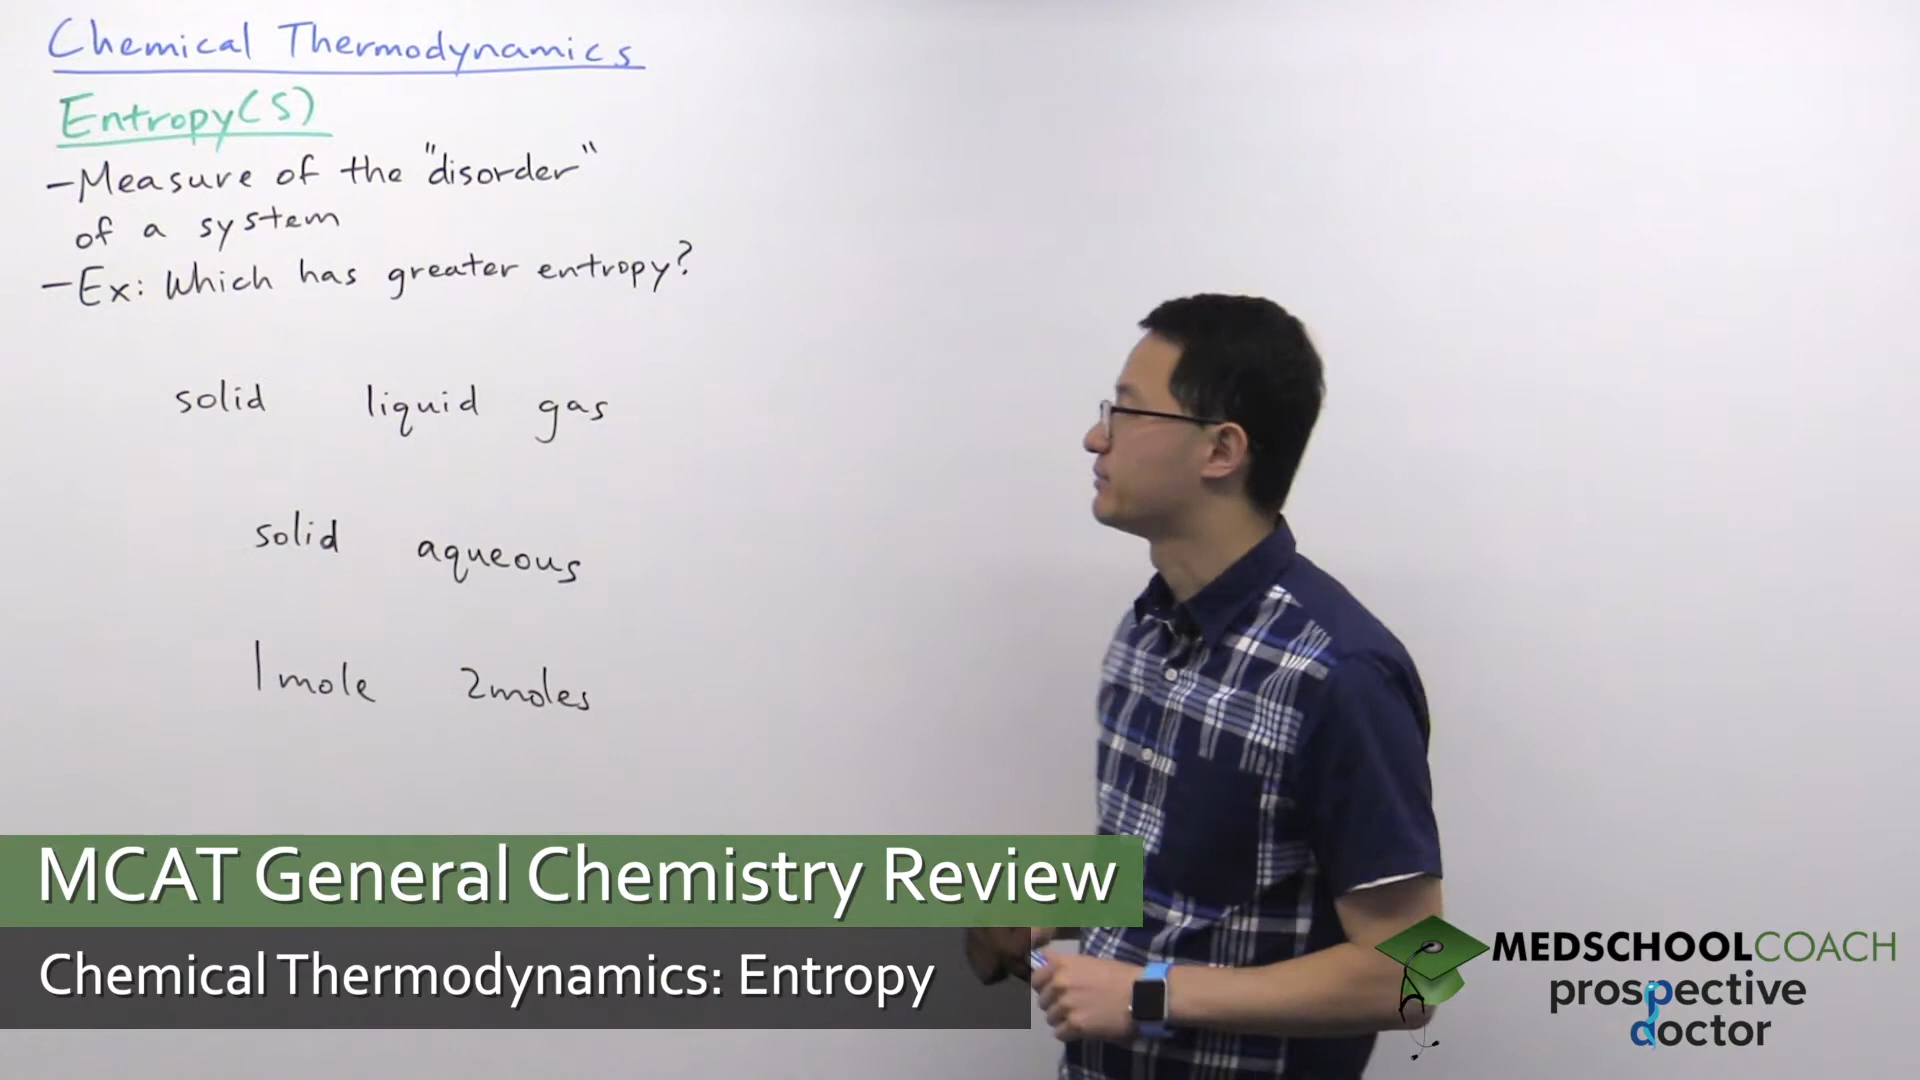 Chemical Thermodynamics
Entropy(S)
-Measure of the "disorder"
of a system
-Ex: Which has greater entropy?
solid liquid gas
solid aqueous
1mole 2moles
MCAT General Chemistry Review
Chemical Thermodynamics: Entropy
MEDSCHOOLCOACH
prospective
doctor